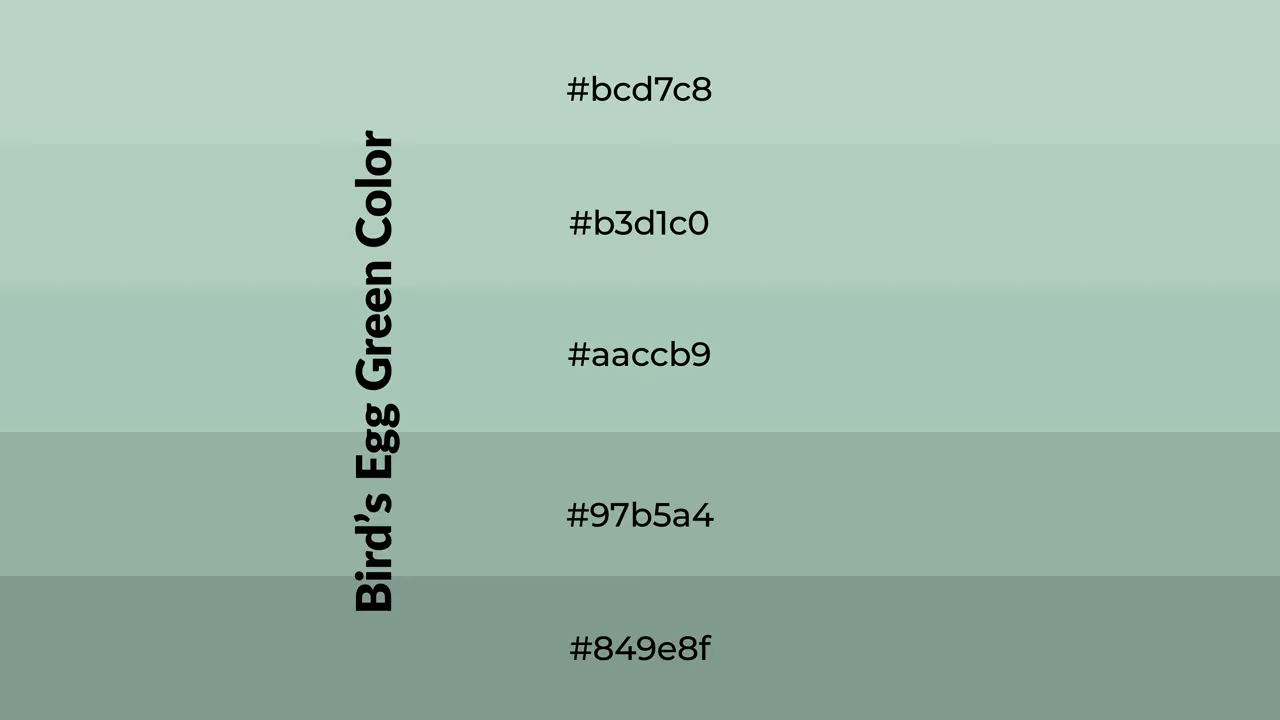 Bird's Egg Green Color
#bcd7c8
#b3d1c0
#aaccb9
#97b5a4
#849e8f